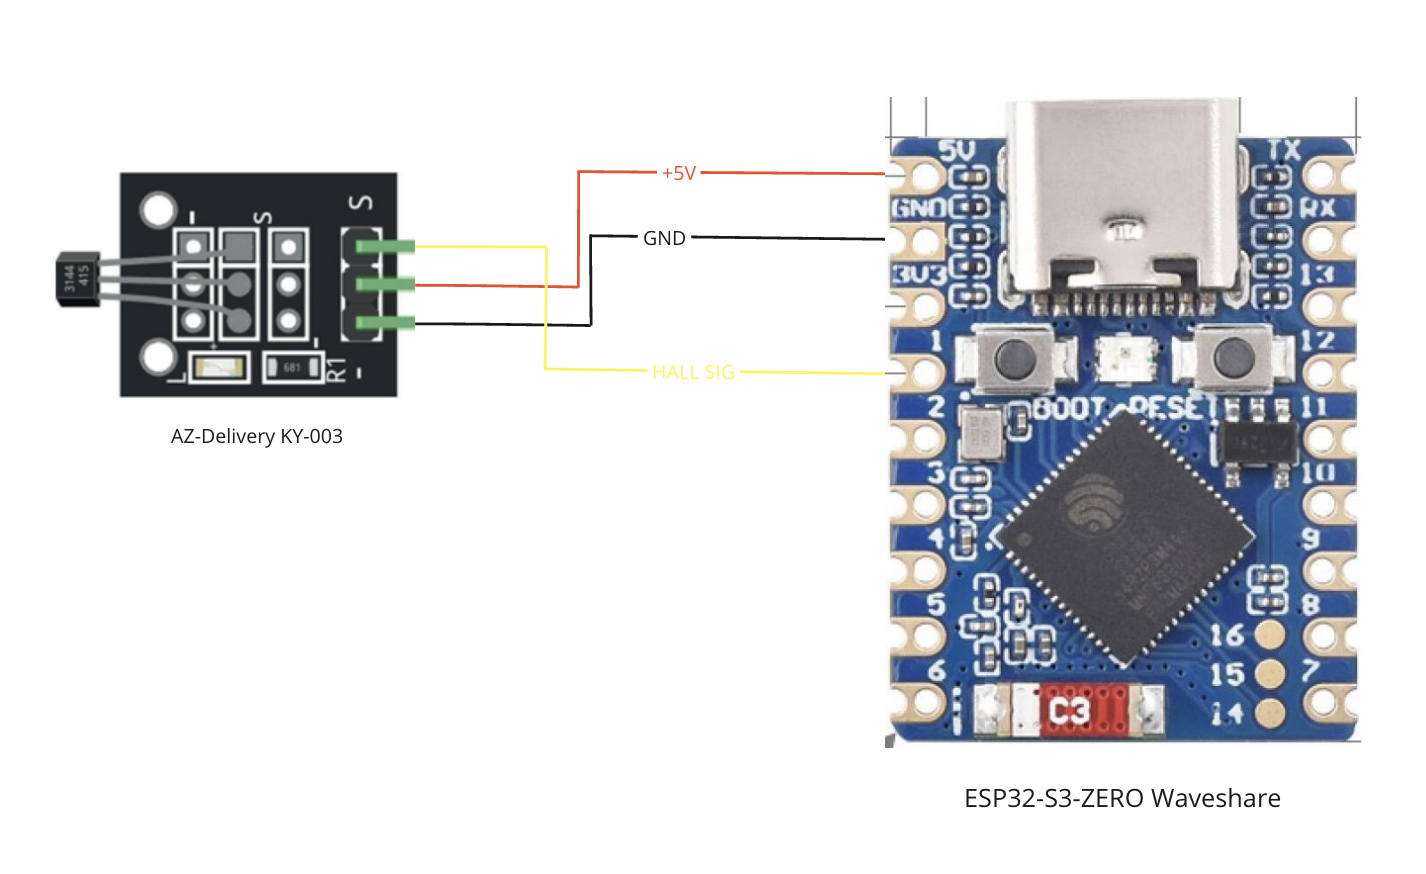 +5V
GND
HALL SIG
S
-
S
-
+
L
681
R1
-
3144
415
AZ-Delivery KY-003
5V
TX
GND
RX
3V3
13
1
12
BOOT
RESET
2
11
3
10
4
9
5
8
16
6
15
7
14
C3
ESP32-S3-ZERO Waveshare